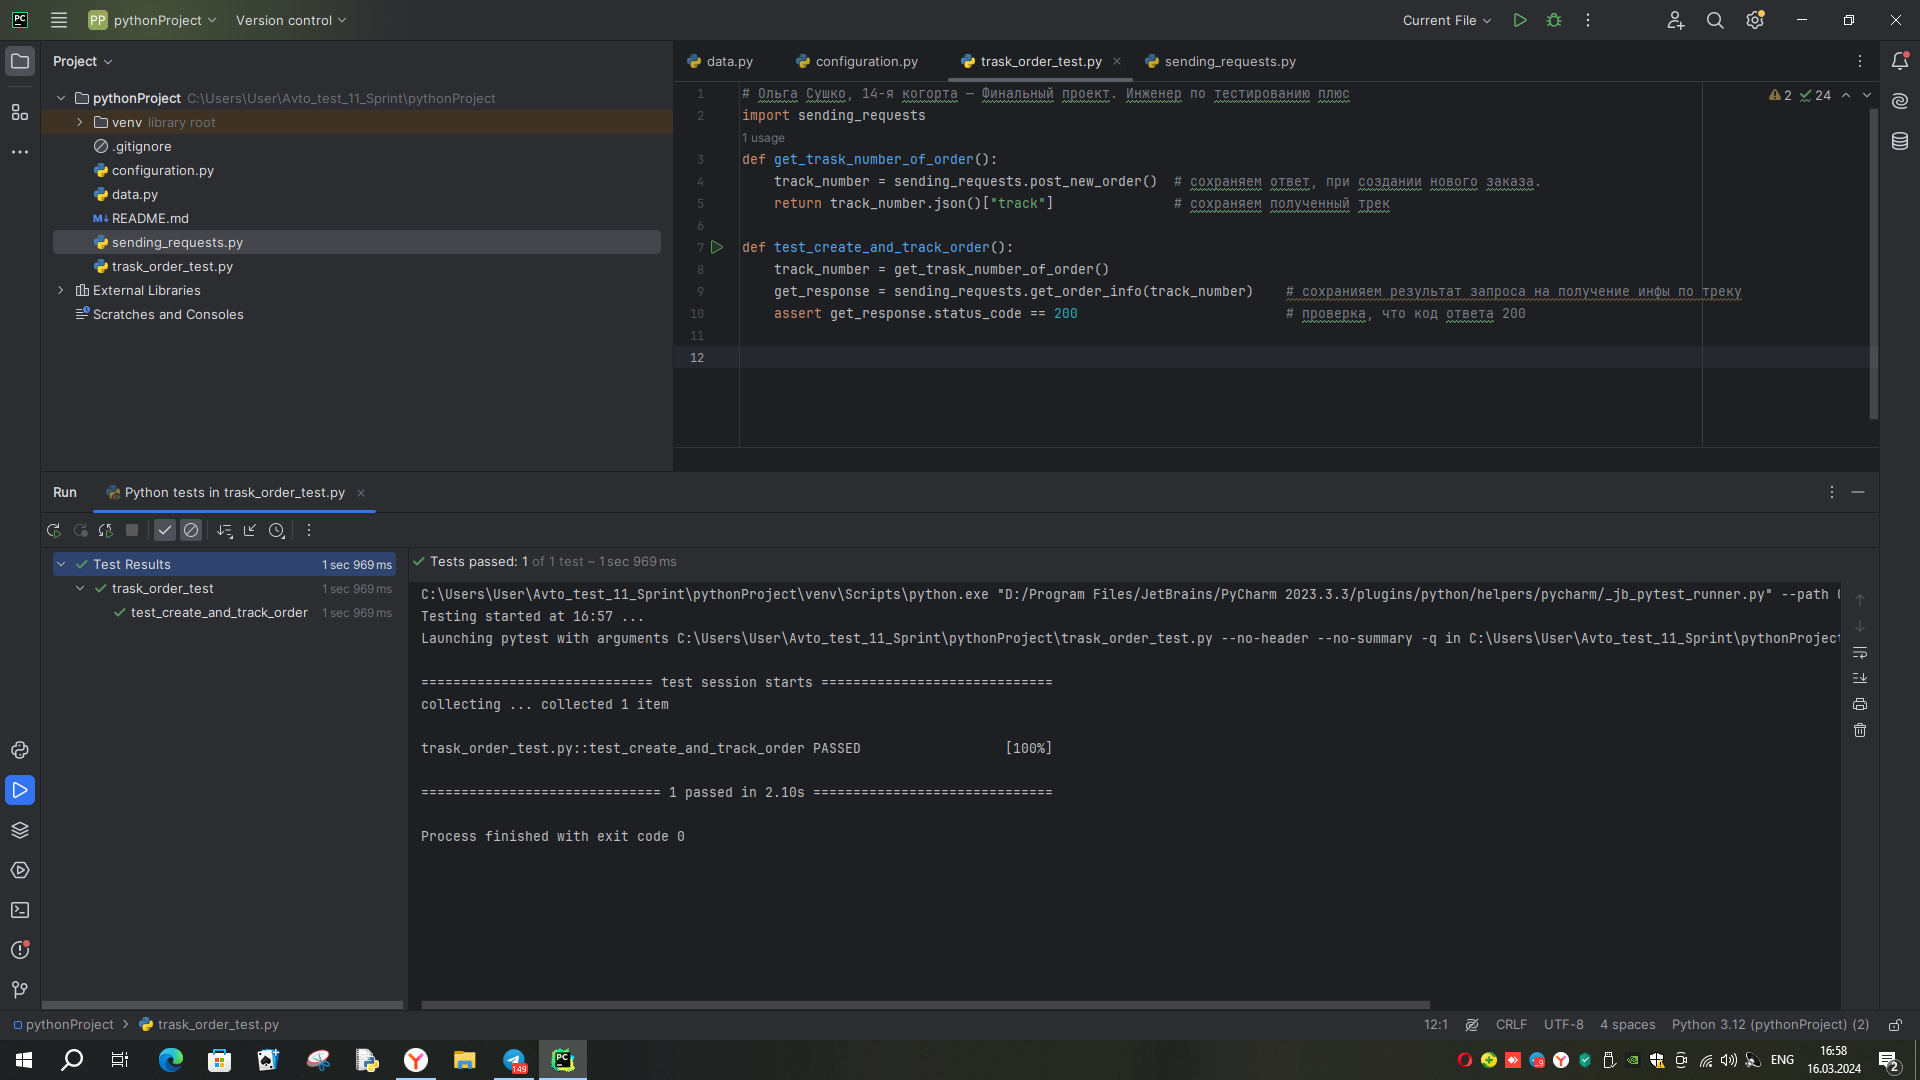 PC
PP pythonProject
Version control
Current File
Project
data.py
configuration.py
trask_order_test.py
sending_requests.py
pythonProject C:\Users\User\Avto_test_11_Sprint\pythonProject
venv library root
.gitignore
configuration.py
data.py
M↓ README.md
sending_requests.py
trask_order_test.py
External Libraries
Scratches and Consoles
2 24
1 # Ольга Сушко, 14-я когорта — Финальный проект. Инженер по тестированию плюс
2 import sending_requests
1 usage
3 def get_trask_number_of_order():
4 track_number = sending_requests.post_new_order() # сохраняем ответ, при создании нового заказа.
5 return track_number.json()["track"] # сохраняем полученный трек
6
7 def test_create_and_track_order():
8 track_number = get_trask_number_of_order()
9 get_response = sending_requests.get_order_info(track_number) # сохранияем результат запроса на получение инфы по треку
10 assert get_response.status_code == 200 # проверка, что код ответа 200
11
12
Run
Python tests in trask_order_test.py
Test Results 1 sec 969 ms
trask_order_test 1 sec 969 ms
test_create_and_track_order 1 sec 969 ms
Tests passed: 1 of 1 test – 1 sec 969 ms
C:\Users\User\Avto_test_11_Sprint\pythonProject\venv\Scripts\python.exe "D:/Program Files/JetBrains/PyCharm 2023.3.3/plugins/python/helpers/pycharm/_jb_pytest_runner.py" --path
Testing started at 16:57 ...
Launching pytest with arguments C:\Users\User\Avto_test_11_Sprint\pythonProject\trask_order_test.py --no-header --no-summary -q in C:\Users\User\Avto_test_11_Sprint\pythonProject
============================= test session starts =============================
collecting ... collected 1 item
trask_order_test.py::test_create_and_track_order PASSED [100%]
============================== 1 passed in 2.10s ==============================
Process finished with exit code 0
pythonProject
trask_order_test.py
12:1 CRLF UTF-8 4 spaces Python 3.12 (pythonProject) (2)
149
PC
ENG
16:58
16.03.2024
2